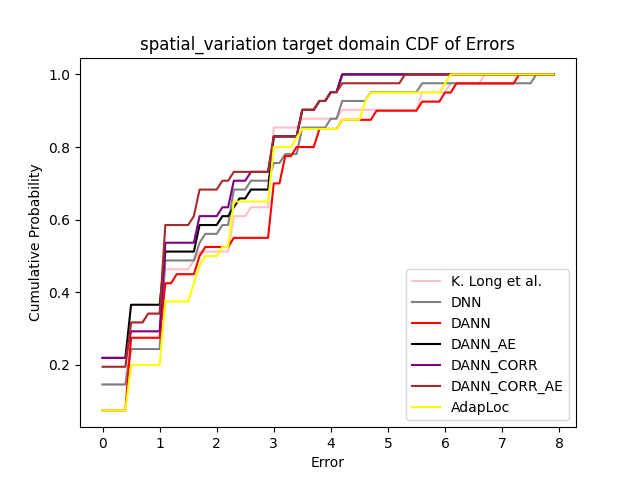 spatial_variation target domain CDF of Errors
Cumulative Probability
1.0
0.8
0.6
0.4
0.2
0 1 2 3 4 5 6 7 8
Error
K. Long et al.
DNN
DANN
DANN_AE
DANN_CORR
DANN_CORR_AE
AdapLoc